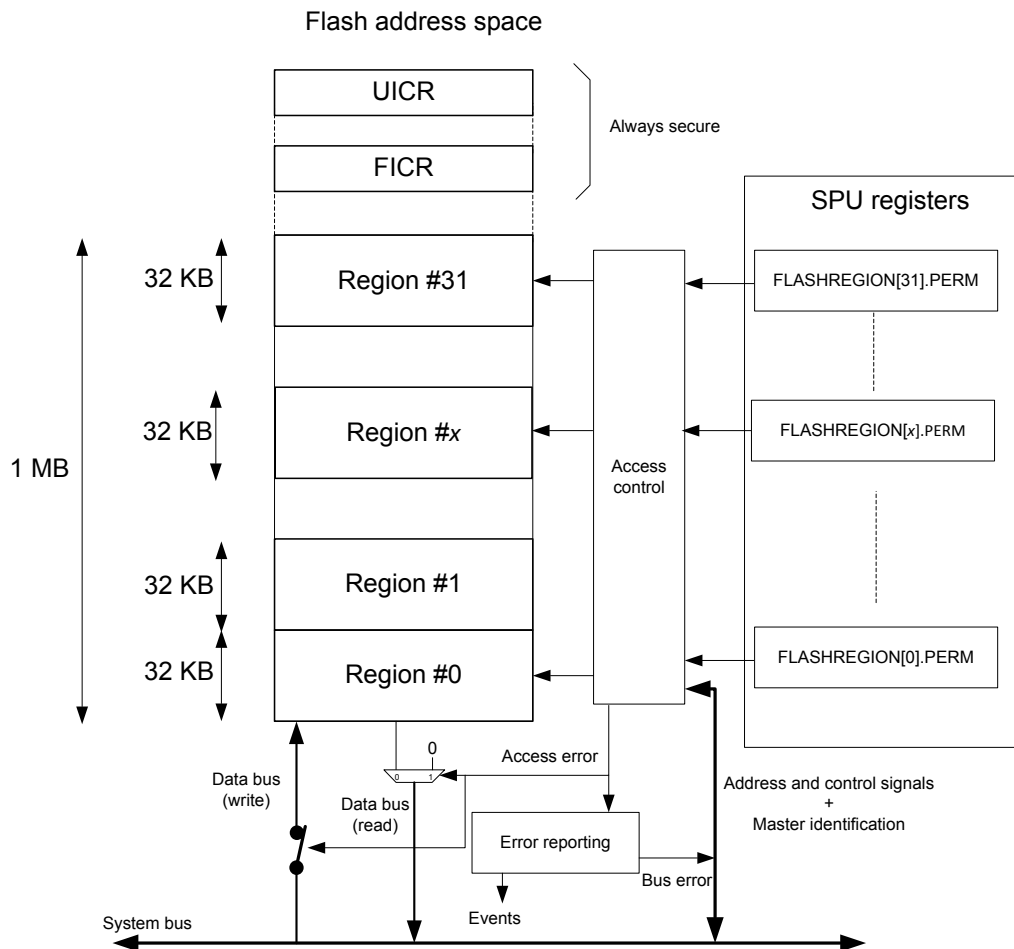 Flash address space
UICR
Always secure
FICR
SPU registers
32 KB
Region #31
FLASHREGION[31].PERM
32 KB
Region #x
FLASHREGION[x].PERM
1 MB
Access
control
32 KB
Region #1
32 KB
Region #0
FLASHREGION[0].PERM
0
0 1
Access error
Data bus
(write)
Data bus
(read)
Address and control signals
+
Master identification
Error reporting
Bus error
Events
System bus